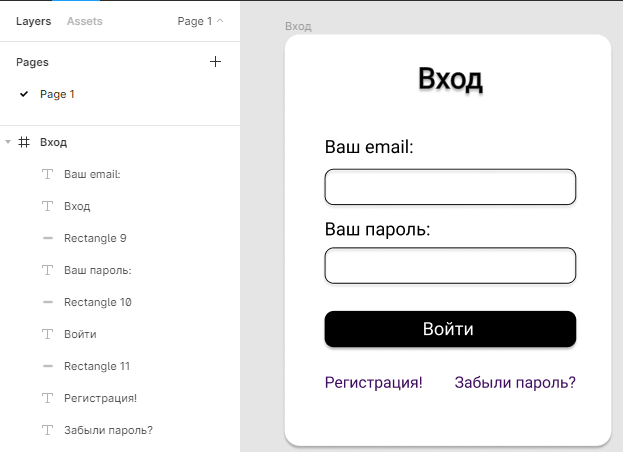 Layers Assets Page 1
Pages
Page 1
Вход
Ваш email:
Вход
Rectangle 9
Ваш пароль:
Rectangle 10
Войти
Rectangle 11
Регистрация!
Забыли пароль?
Вход
Вход
Ваш email:
Ваш пароль:
Войти
Регистрация! Забыли пароль?